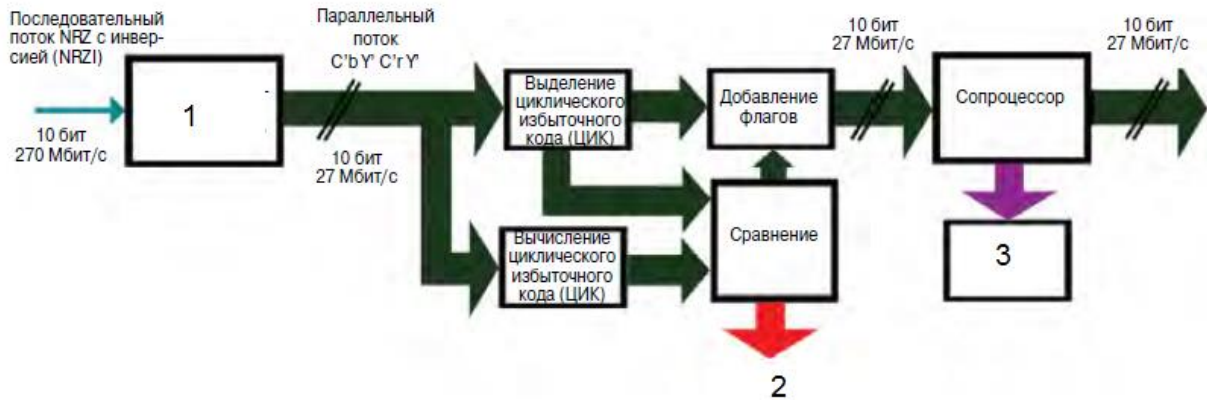 Последовательный
поток NRZ с инвер-
сией (NRZI)
10 бит
270 Мбит/с
1
Параллельный
поток
C'b Y' C'r Y'
10 бит
27 Мбит/с
Выделение
циклического
избыточного
кода (ЦИК)
Вычисление
циклического
избыточного
кода (ЦИК)
Добавление
флагов
Сравнение
2
10 бит
27 Мбит/с
Сопроцессор
3
10 бит
27 Мбит/с